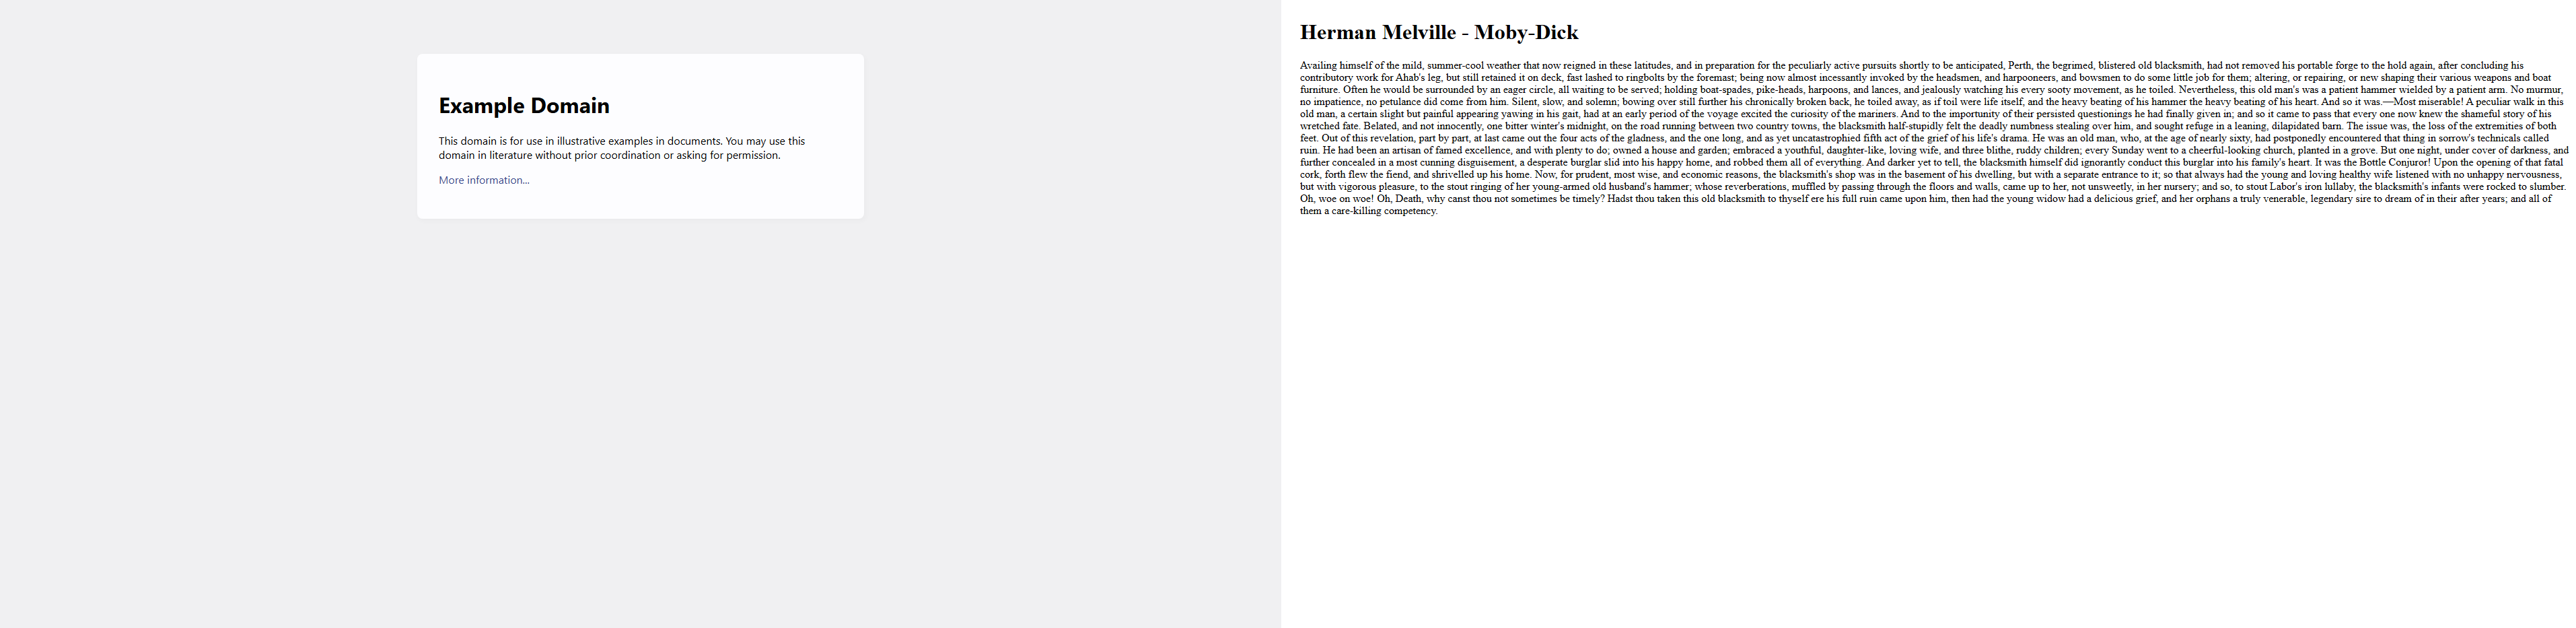 Example Domain
This domain is for use in illustrative examples in documents. You may use this
domain in literature without prior coordination or asking for permission.
More information...
Herman Melville - Moby-Dick
Availing himself of the mild, summer-cool weather that now reigned in these latitudes, and in preparation for the peculiarly active pursuits shortly to be anticipated, Perth, the begrimed, blistered old blacksmith, had not removed his portable forge to the hold again, after concluding his
contributory work for Ahab's leg, but still retained it on deck, fast lashed to ringbolts by the foremast; being now almost incessantly invoked by the headsmen, and harpooneers, and bowsmen to do some little job for them; altering, or repairing, or new shaping their various weapons and boat
furniture. Often he would be surrounded by an eager circle, all waiting to be served; holding boat-spades, pike-heads, harpoons, and lances, and jealously watching his every sooty movement, as he toiled. Nevertheless, this old man's was a patient hammer wielded by a patient arm. No murmur,
no impatience, no petulance did come from him. Silent, slow, and solemn; bowing over still further his chronically broken back, he toiled away, as if toil were life itself, and the heavy beating of his hammer the heavy beating of his heart. And so it was.—Most miserable! A peculiar walk in this
old man, a certain slight but painful appearing yawing in his gait, had at an early period of the voyage excited the curiosity of the mariners. And to the importunity of their persisted questionings he had finally given in; and so it came to pass that every one now knew the shameful story of his
wretched fate. Belated, and not innocently, one bitter winter's midnight, on the road running between two country towns, the blacksmith half-stupidly felt the deadly numbness stealing over him, and sought refuge in a leaning, dilapidated barn. The issue was, the loss of the extremities of both
feet. Out of this revelation, part by part, at last came out the four acts of the gladness, and the one long, and as yet uncatastrophied fifth act of the grief of his life's drama. He was an old man, who, at the age of nearly sixty, had postponedly encountered that thing in sorrow's technicals called
ruin. He had been an artisan of famed excellence, and with plenty to do; owned a house and garden; embraced a youthful, daughter-like, loving wife, and three blithe, ruddy children; every Sunday went to a cheerful-looking church, planted in a grove. But one night, under cover of darkness, and
further concealed in a most cunning disguisement, a desperate burglar slid into his happy home, and robbed them all of everything. And darker yet to tell, the blacksmith himself did ignorantly conduct this burglar into his family's heart. It was the Bottle Conjuror! Upon the opening of that fatal
cork, forth flew the fiend, and shrivelled up his home. Now, for prudent, most wise, and economic reasons, the blacksmith's shop was in the basement of his dwelling, but with a separate entrance to it; so that always had the young and loving healthy wife listened with no unhappy nervousness,
but with vigorous pleasure, to the stout ringing of her young-armed old husband's hammer; whose reverberations, muffled by passing through the floors and walls, came up to her, not unsweetly, in her nursery; and so, to stout Labor's iron lullaby, the blacksmith's infants were rocked to slumber.
Oh, woe on woe! Oh, Death, why canst thou not sometimes be timely? Hadst thou taken this old blacksmith to thyself ere his full ruin came upon him, then had the young widow had a delicious grief, and her orphans a truly venerable, legendary sire to dream of in their after years; and all of
them a care-killing competency.